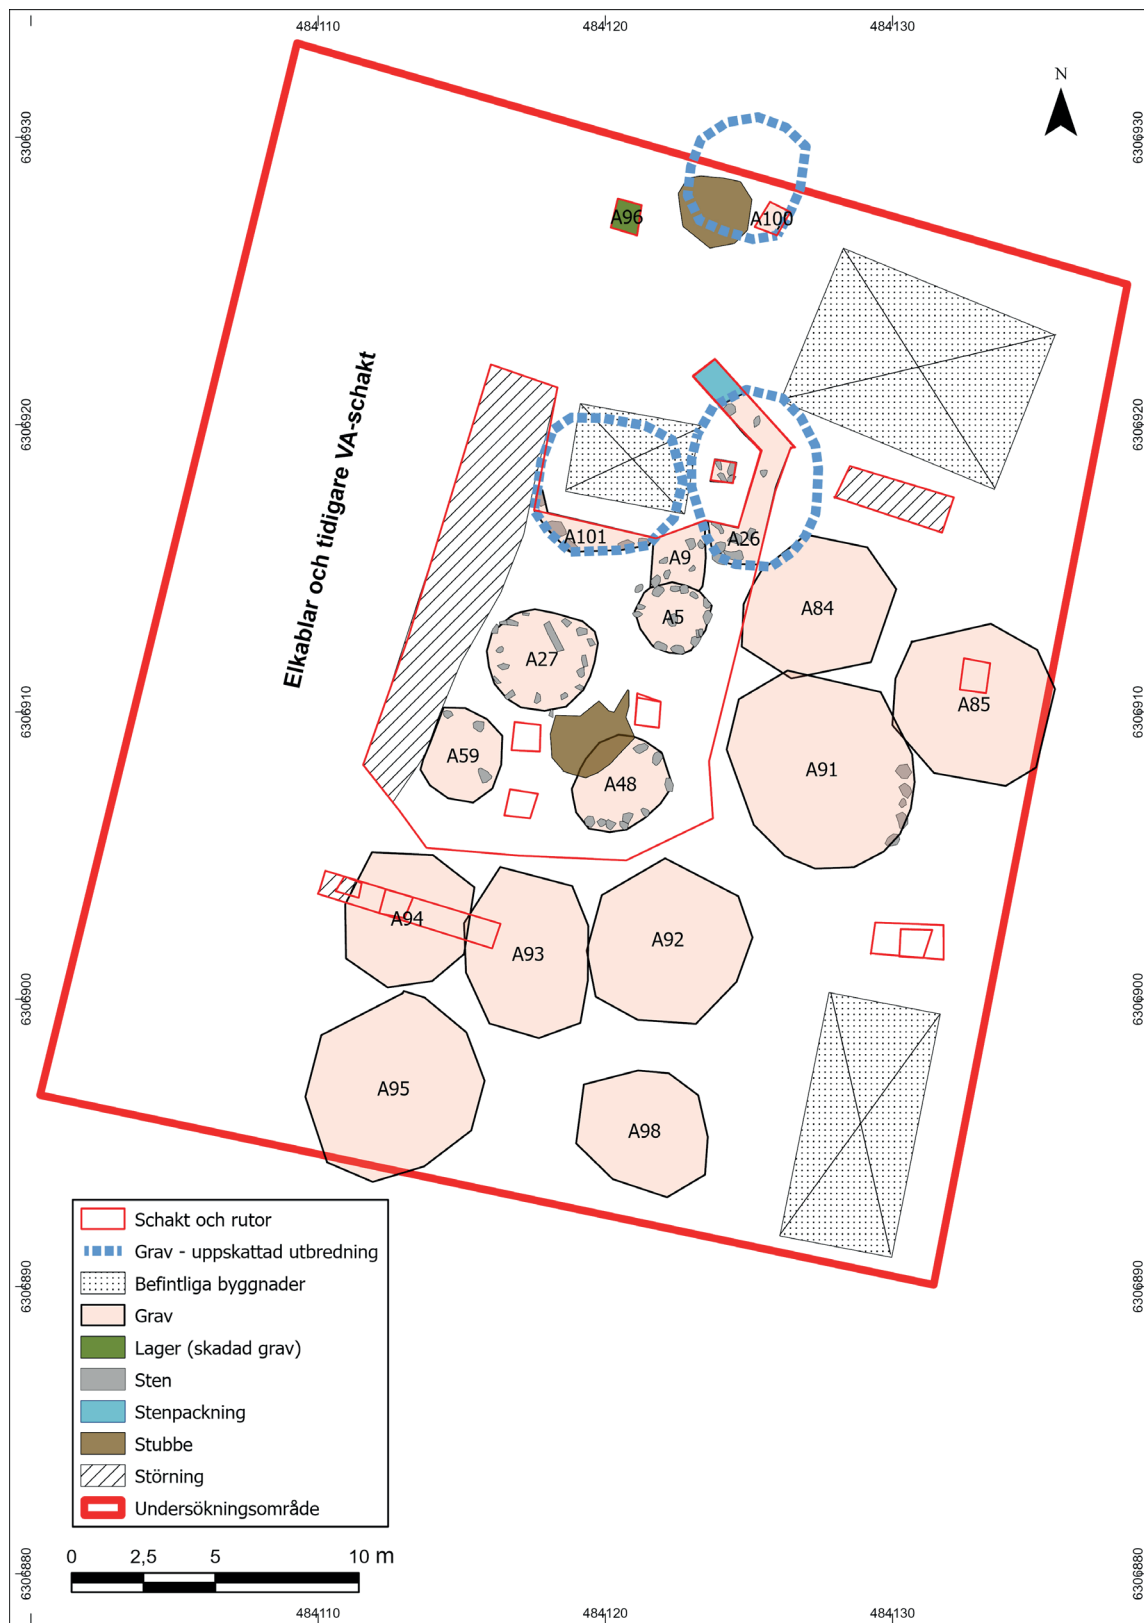 484110
484120
484130
N
6306930
6306930
A96
A100
6306920
6306920
Elkablar och tidigare VA-schakt
A101
A26
A9
A5
A84
A27
A85
6306910
6306910
A59
A48
A91
A94
A93
A92
6306900
6306900
A95
A98
Schakt och rutor
Grav - uppskattad utbredning
Befintliga byggnader
Grav
Lager (skadad grav)
Sten
Stenpackning
Stubbe
Störning
Undersökningsområde
6306890
6306890
0 2,5 5 10 m
6306880
6306880
484110
484120
484130